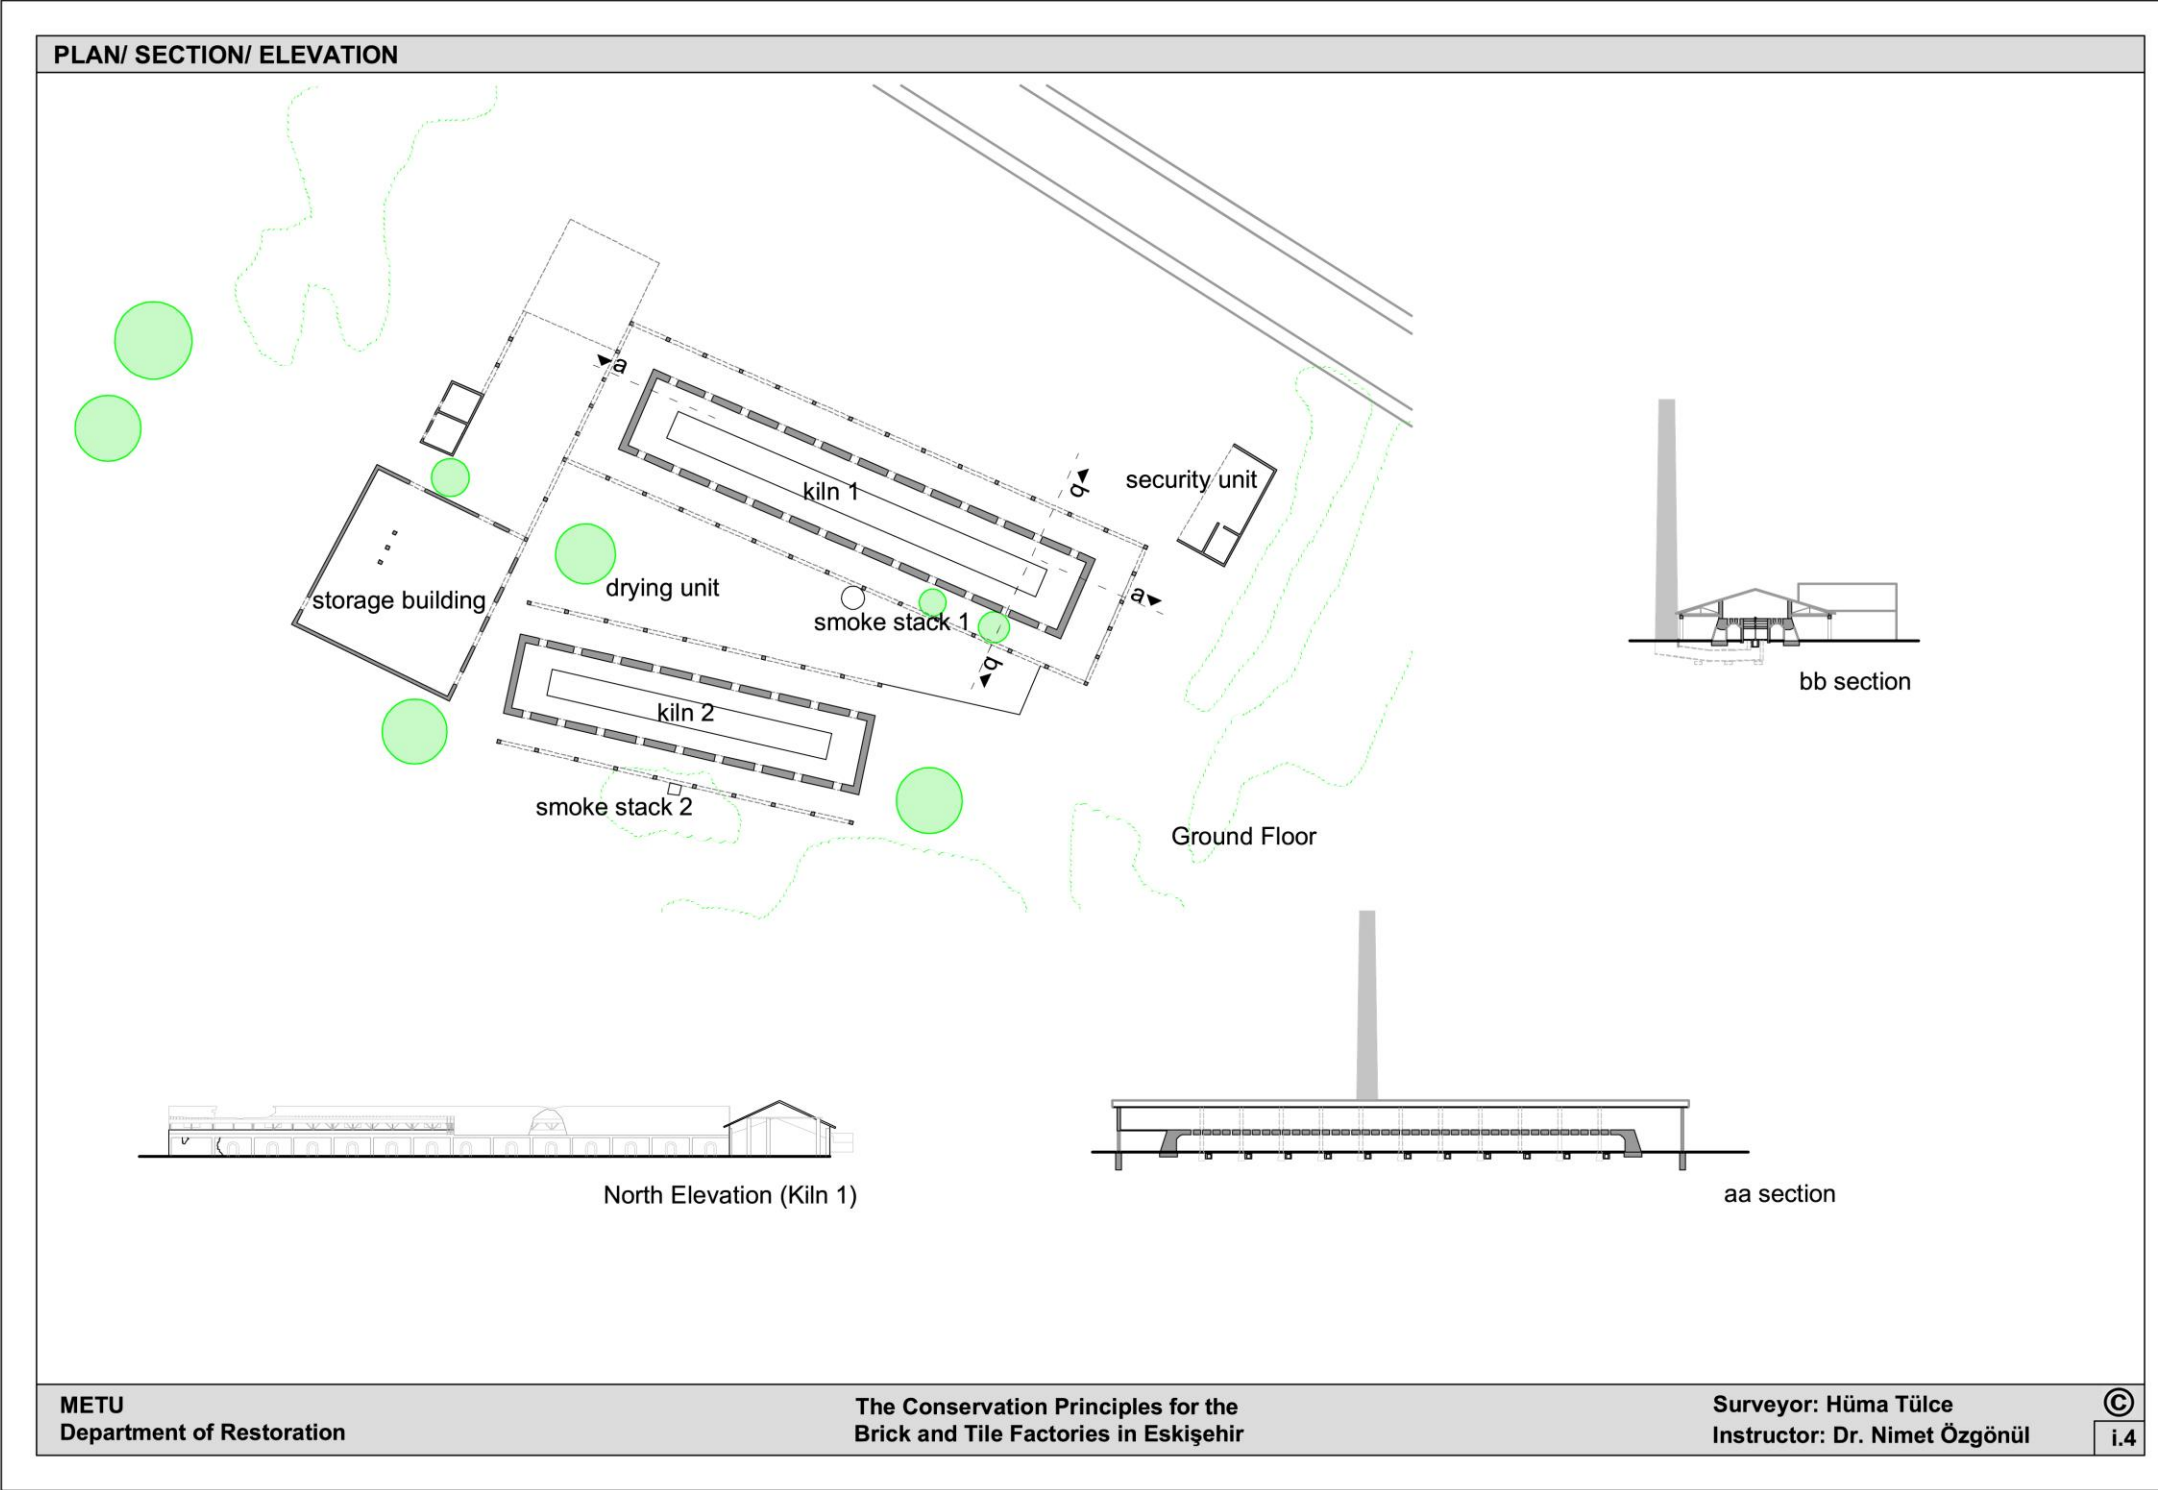 PLAN/ SECTION/ ELEVATION
a
kiln 1
b
security unit
storage building
drying unit
a
smoke stack 1
b
kiln 2
smoke stack 2
Ground Floor
bb section
North Elevation (Kiln 1)
aa section
METU
Department of Restoration
The Conservation Principles for the
Brick and Tile Factories in Eskişehir
Surveyor: Hüma Tülce
Instructor: Dr. Nimet Özgönül
©
i.4